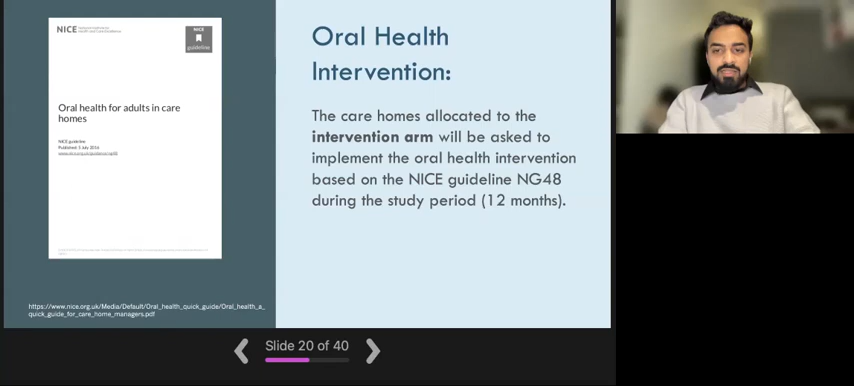 NICE
guideline
Oral health for adults in care
homes
NICE guideline
Published: 5 July 2016
Oral Health
Intervention:
The care homes allocated to the
intervention arm will be asked to
implement the oral health intervention
based on the NICE guideline NG48
during the study period (12 months).
https://www.nice.org.uk/Media/Default/Oral_health_quick_guide/Oral_health_a_
quick_guide_for_care_home_managers.pdf
Slide 20 of 40